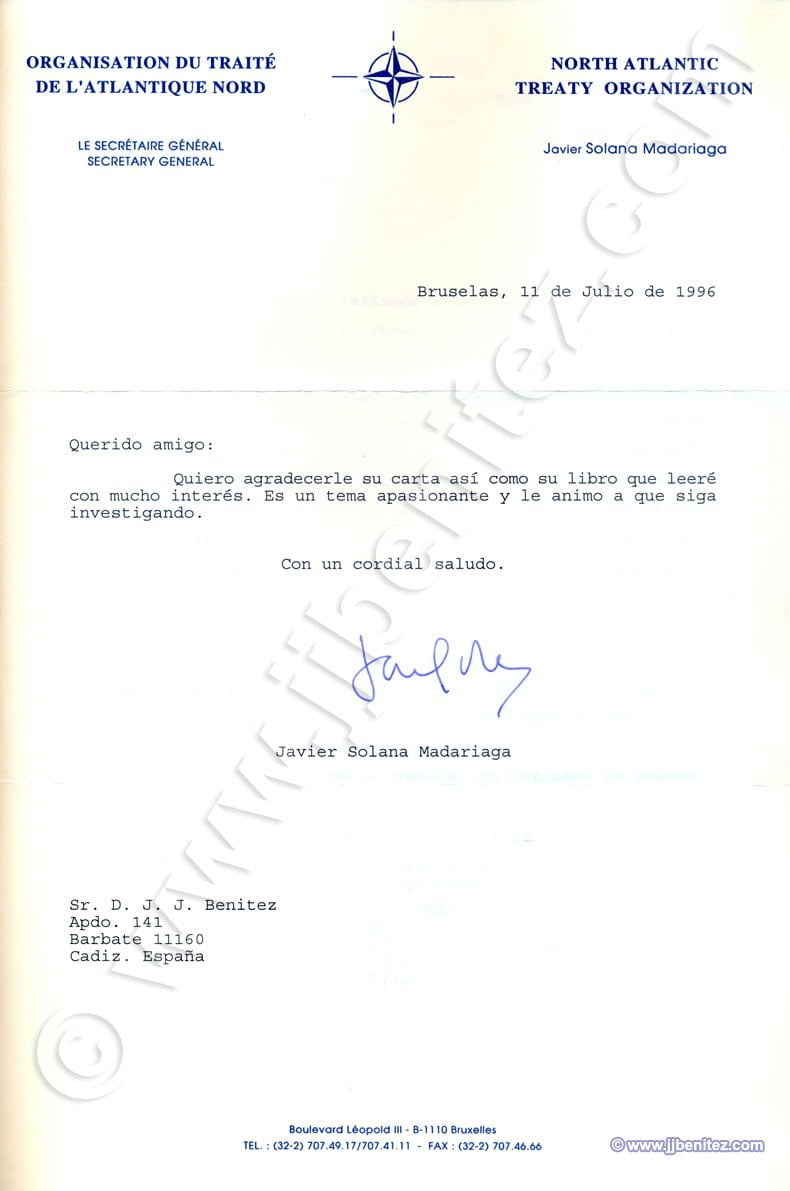 ORGANISATION DU TRAITÉ
DE L'ATLANTIQUE NORD
NORTH ATLANTIC
TREATY ORGANIZATION
LE SECRÉTAIRE GÉNÉRAL
SECRETARY GENERAL
Javier Solana Madariaga
Bruselas, 11 de Julio de 1996
Querido amigo:
Quiero agradecerle su carta así como su libro que leeré
con mucho interés. Es un tema apasionante y le animo a que siga
investigando.
Con un cordial saludo.
Javier Solana Madariaga
Sr. D. J. J. Benitez
Apdo. 141
Barbate 11160
Cadiz. España
Boulevard Léopold III - B-1110 Bruxelles
TEL. : (32-2) 707.49.17/707.41.11 - FAX : (32-2) 707.46.66
© www.jjbenitez.com
© www.jjbenitez.com